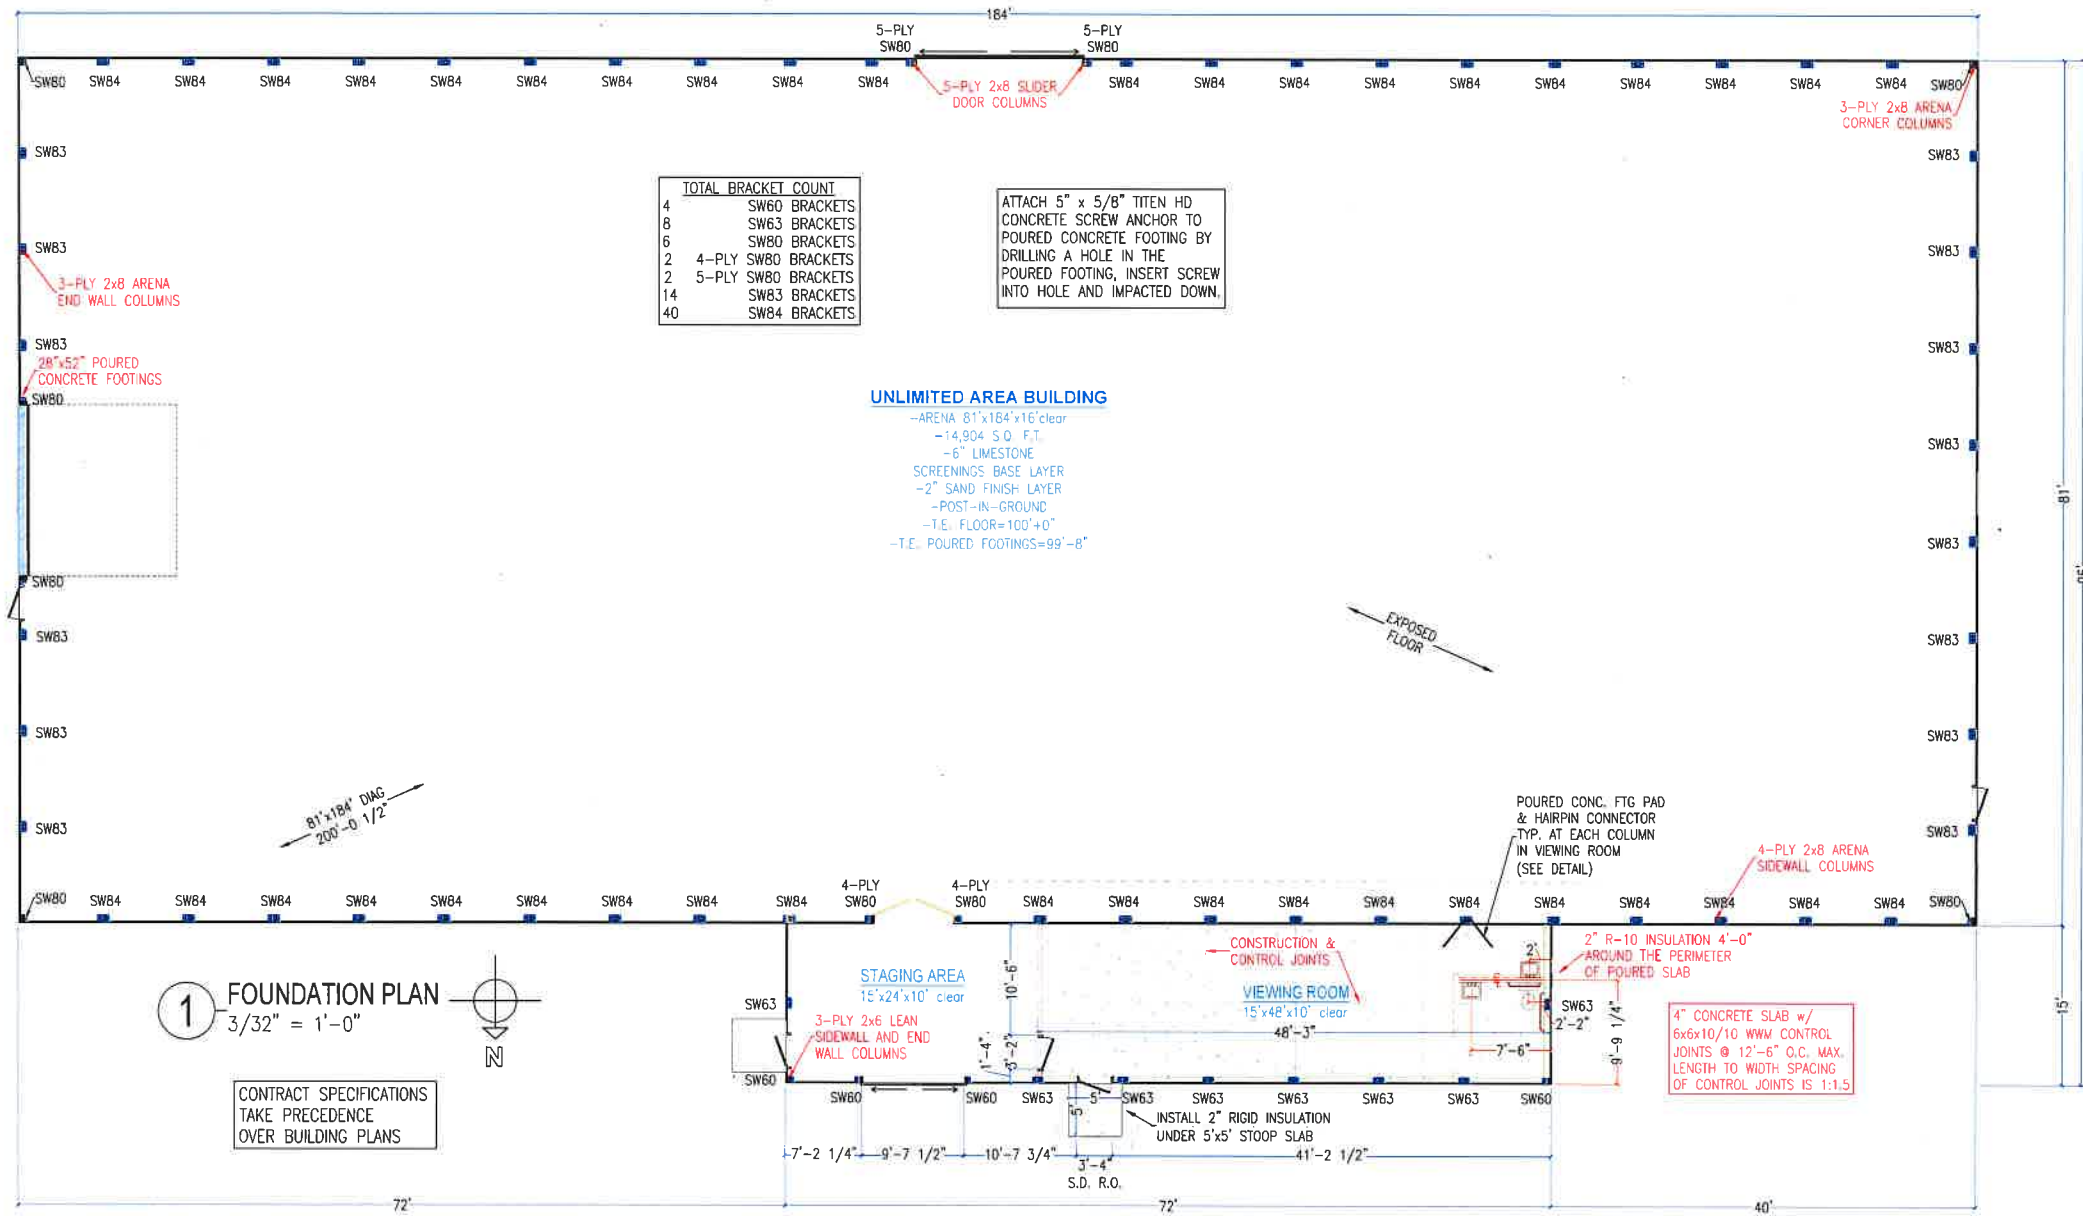 184'
5-PLY
SW80
5-PLY
SW80
SW80 SW84 SW84 SW84 SW84 SW84 SW84 SW84 SW84 SW84 SW84
SW84 SW84 SW84 SW84 SW84 SW84 SW84 SW84 SW84 SW84 SW80
5-PLY 2x8 SLIDER
DOOR COLUMNS
3-PLY 2x8 ARENA
CORNER COLUMNS
SW83
SW83
SW83
3-PLY 2x8 ARENA
END WALL COLUMNS
28"x52" POURED
CONCRETE FOOTINGS
SW80
SW80
SW83
SW83
SW83
TOTAL BRACKET COUNT
4 SW60 BRACKETS
8 SW63 BRACKETS
6 SW80 BRACKETS
2 4-PLY SW80 BRACKETS
2 5-PLY SW80 BRACKETS
14 SW83 BRACKETS
40 SW84 BRACKETS
ATTACH 5" x 5/8" TITEN HD
CONCRETE SCREW ANCHOR TO
POURED CONCRETE FOOTING BY
DRILLING A HOLE IN THE
POURED FOOTING, INSERT SCREW
INTO HOLE AND IMPACTED DOWN.
UNLIMITED AREA BUILDING
-ARENA 81'x184'x16'clear
-14,904 S.Q. F.T.
-6" LIMESTONE
SCREENINGS BASE LAYER
-2" SAND FINISH LAYER
-POST-IN-GROUND
-T.E. FLOOR=100'+0"
-T.E. POURED FOOTINGS=99'-8"
SW83
SW83
SW83
SW83
SW83
SW83
SW83
SW83
81'
EXPOSED
FLOOR
81'x184' DIAG
200'-0 1/2"
POURED CONC. FTG PAD
& HAIRPIN CONNECTOR
TYP. AT EACH COLUMN
IN VIEWING ROOM
(SEE DETAIL)
4-PLY 2x8 ARENA
SIDEWALL COLUMNS
4-PLY
SW80
4-PLY
SW80
SW80 SW84 SW84 SW84 SW84 SW84 SW84 SW84 SW84 SW84
SW84 SW84 SW84 SW84 SW84 SW84 SW84 SW84 SW84 SW84 SW84 SW80
1
FOUNDATION PLAN
3/32" = 1'-0"
N
CONTRACT SPECIFICATIONS
TAKE PRECEDENCE
OVER BUILDING PLANS
STAGING AREA
15'x24'x10' clear
SW63
3-PLY 2x6 LEAN
SIDEWALL AND END
WALL COLUMNS
SW60
10'-6"
3'-2"
1'-4"
CONSTRUCTION &
CONTROL JOINTS
VIEWING ROOM
15'x48'x10' clear
48'-3"
2'
2" R-10 INSULATION 4'-0"
AROUND THE PERIMETER
OF POURED SLAB
SW63
2'-2"
7'-6"
9'-9 1/4"
4" CONCRETE SLAB w/
6x6x10/10 WWM CONTROL
JOINTS @ 12'-6" O.C. MAX.
LENGTH TO WIDTH SPACING
OF CONTROL JOINTS IS 1:1.5
15'
SW60 SW60 SW63 SW63 SW63 SW63 SW63 SW63 SW60
5'
5'
INSTALL 2" RIGID INSULATION
UNDER 5'x5' STOOP SLAB
7'-2 1/4" 9'-7 1/2" 10'-7 3/4" 3'-4" 41'-2 1/2"
S.D. R.O.
72' 72' 40'